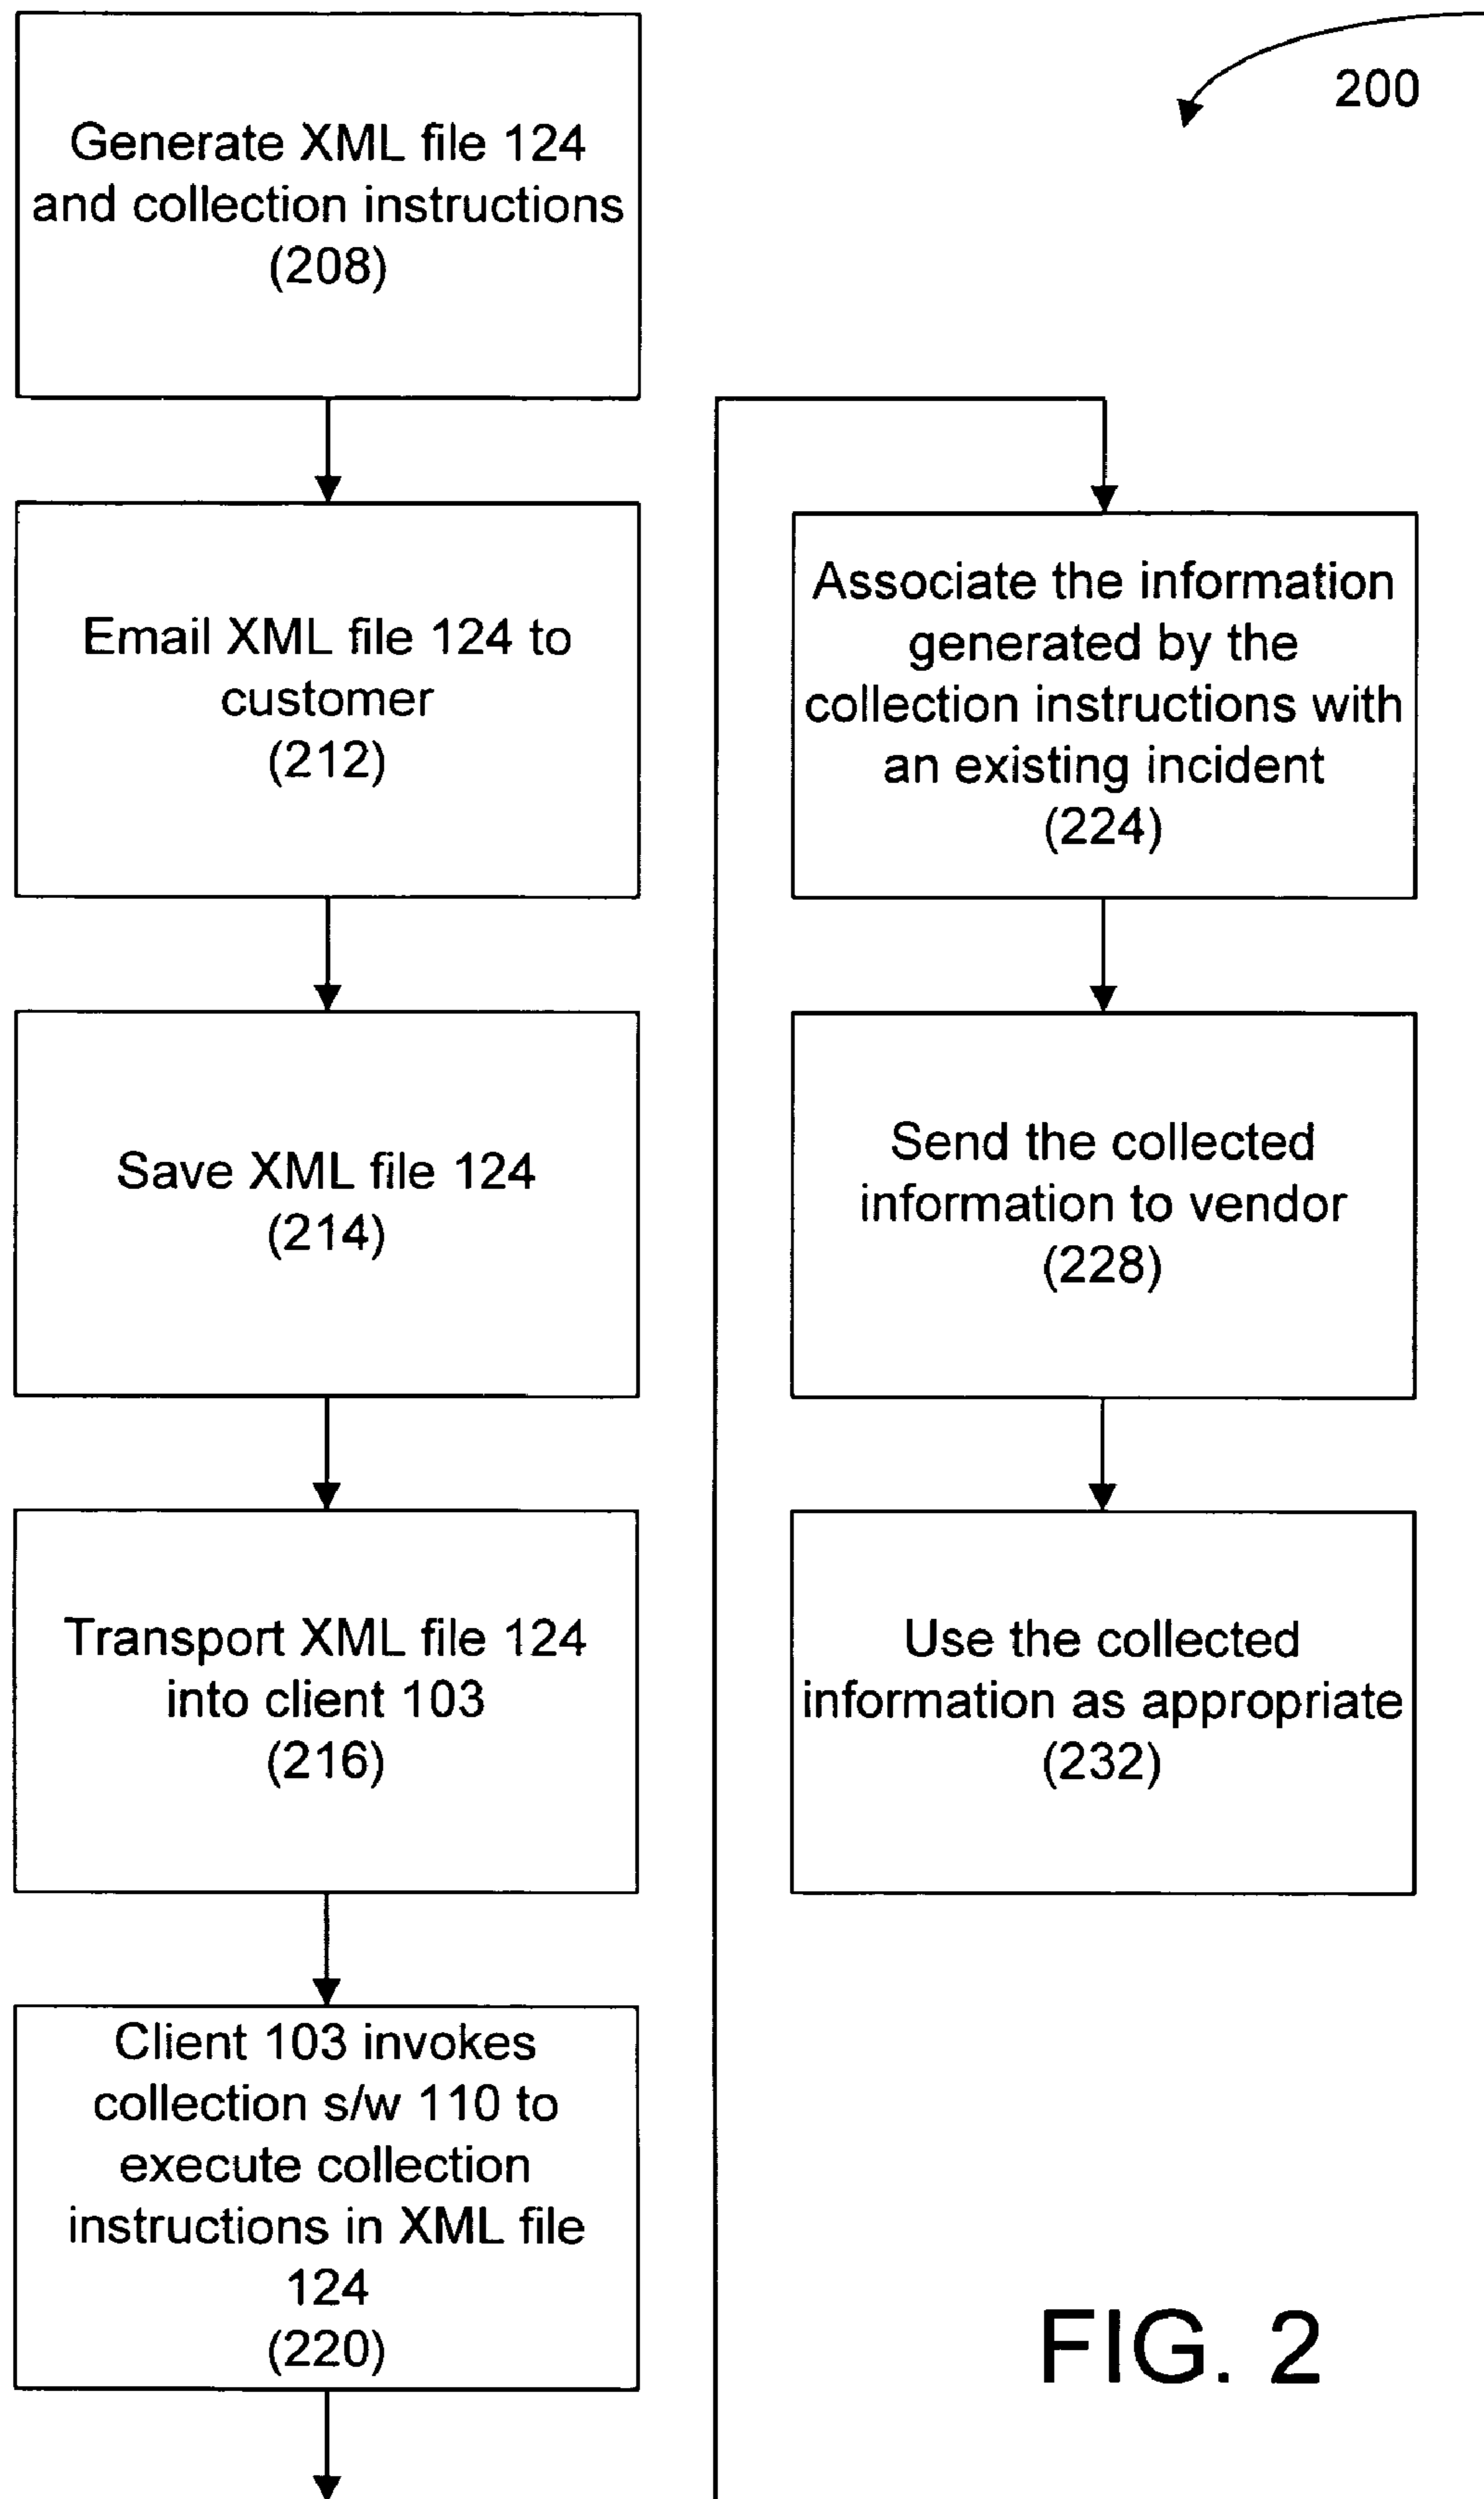 Generate XML file 124
and collection instructions
(208)
Email XML file 124 to
customer
(212)
Save XML file 124
(214)
Transport XML file 124
into client 103
(216)
Client 103 invokes
collection s/w 110 to
execute collection
instructions in XML file
124
(220)
200
Associate the information
generated by the
collection instructions with
an existing incident
(224)
Send the collected
information to vendor
(228)
Use the collected
information as appropriate
(232)
FIG. 2